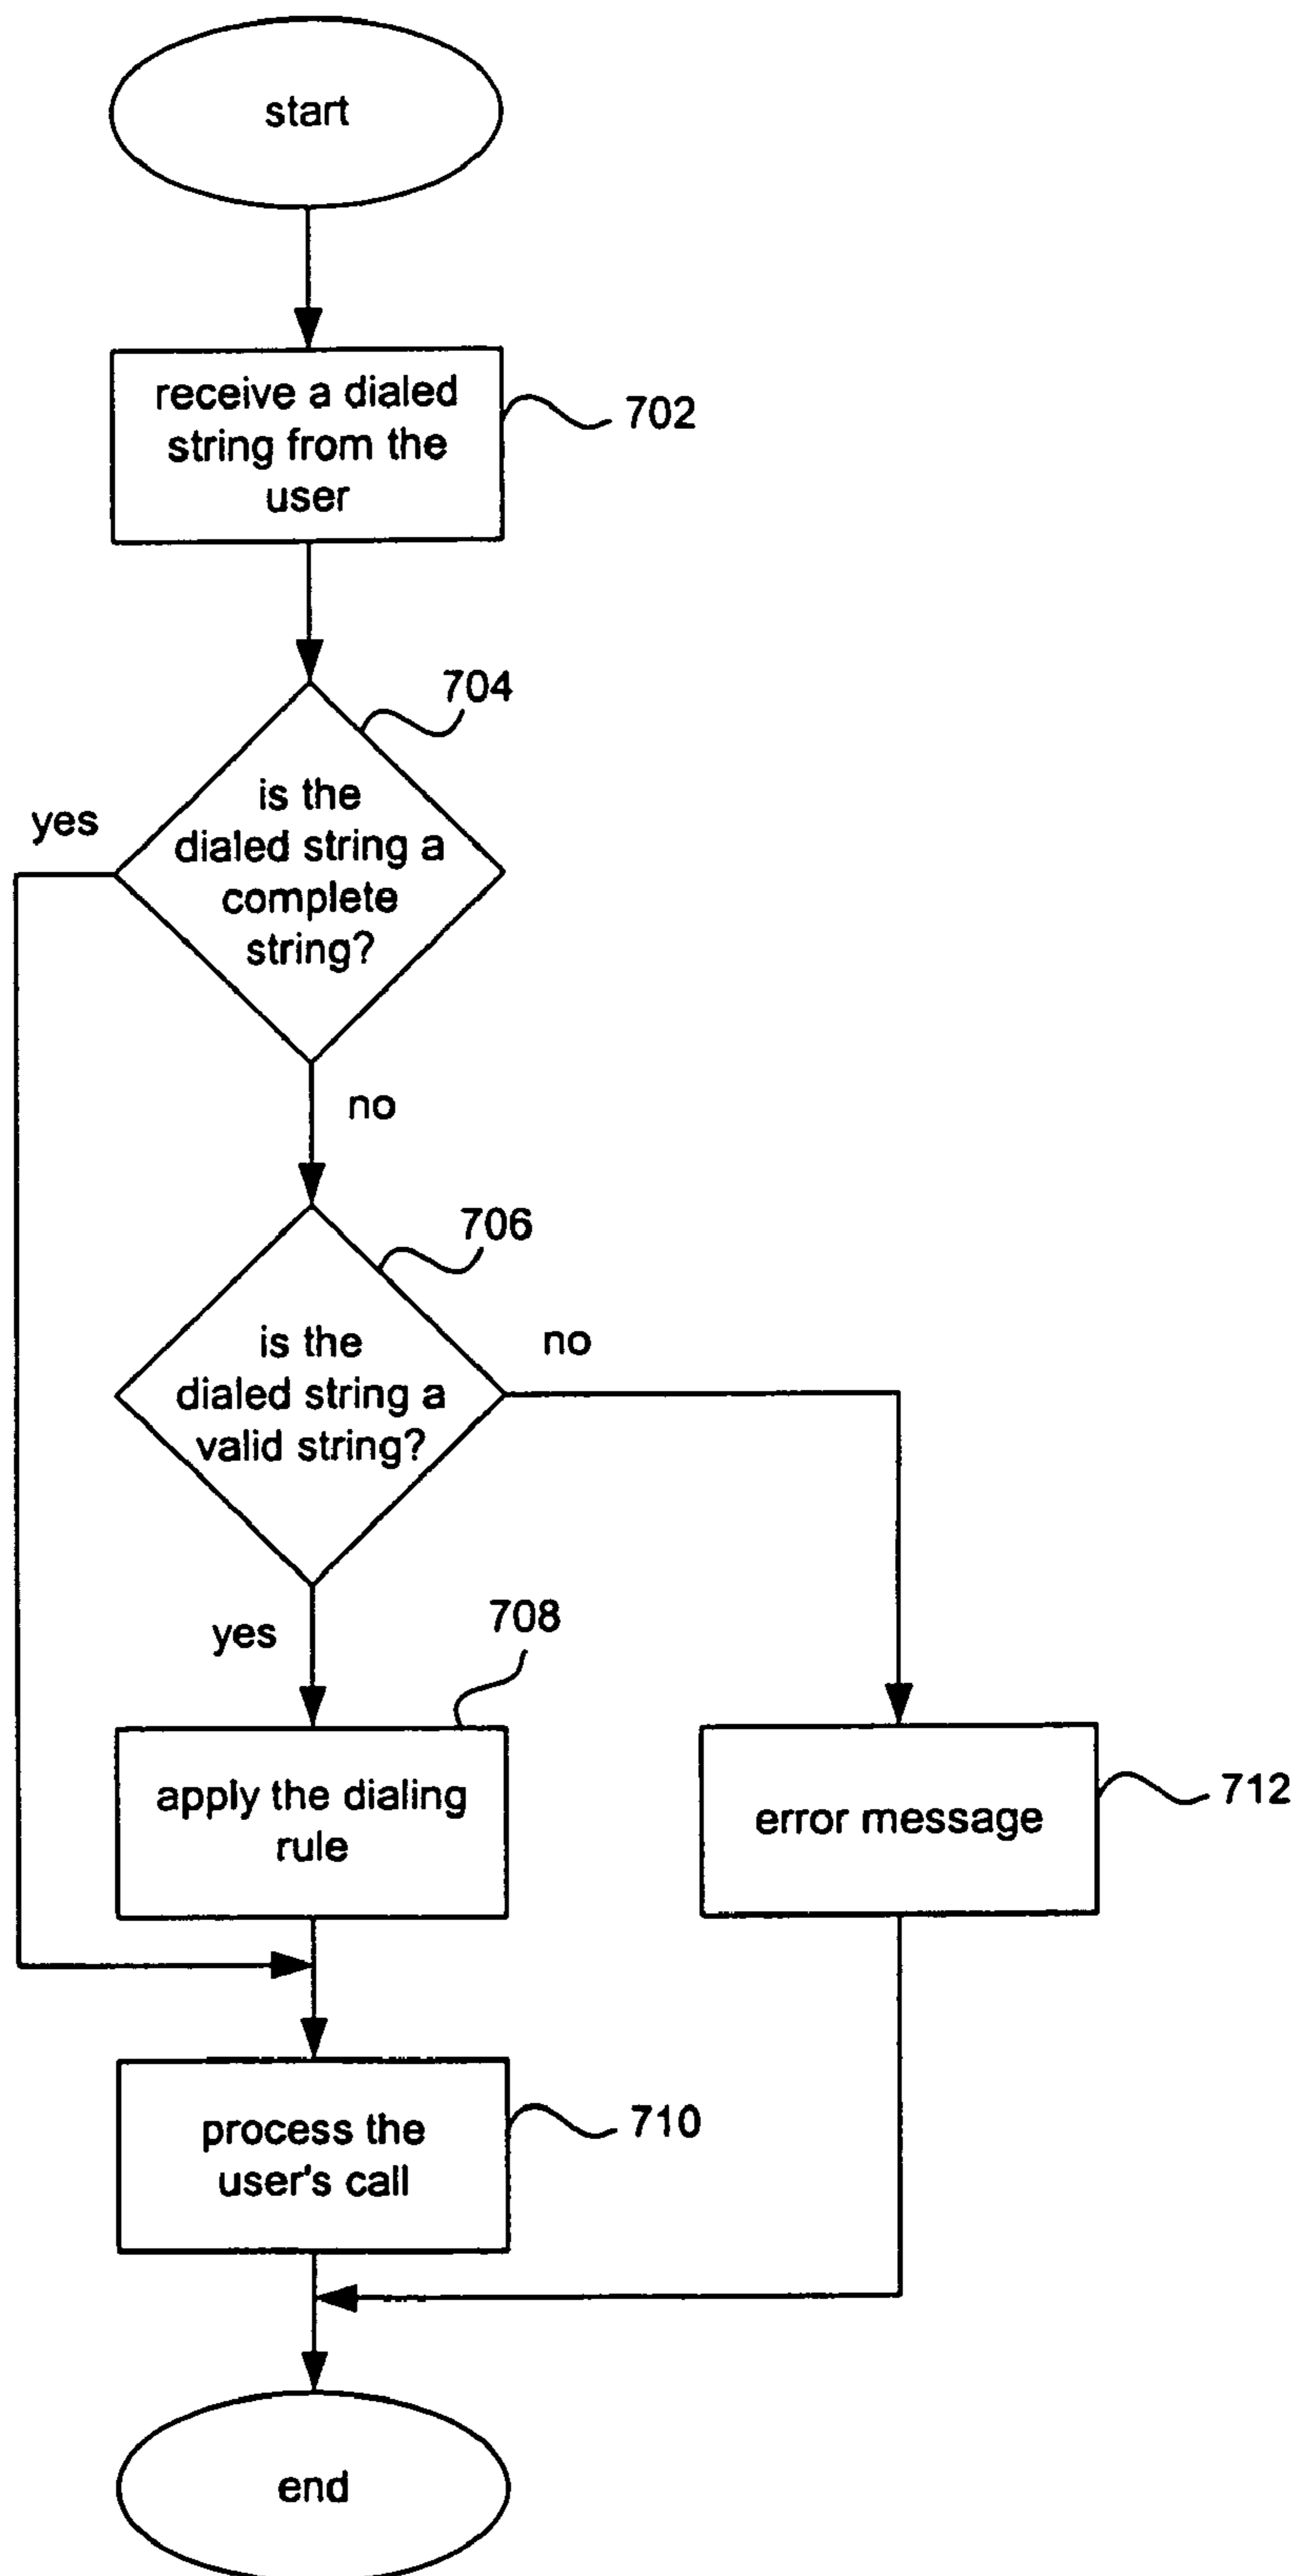 start
receive a dialed
string from the
user
702
704
is the
dialed string a
complete
string?
yes
no
706
is the
dialed string a
valid string?
no
yes
708
apply the dialing
rule
error message
712
process the
user's call
710
end